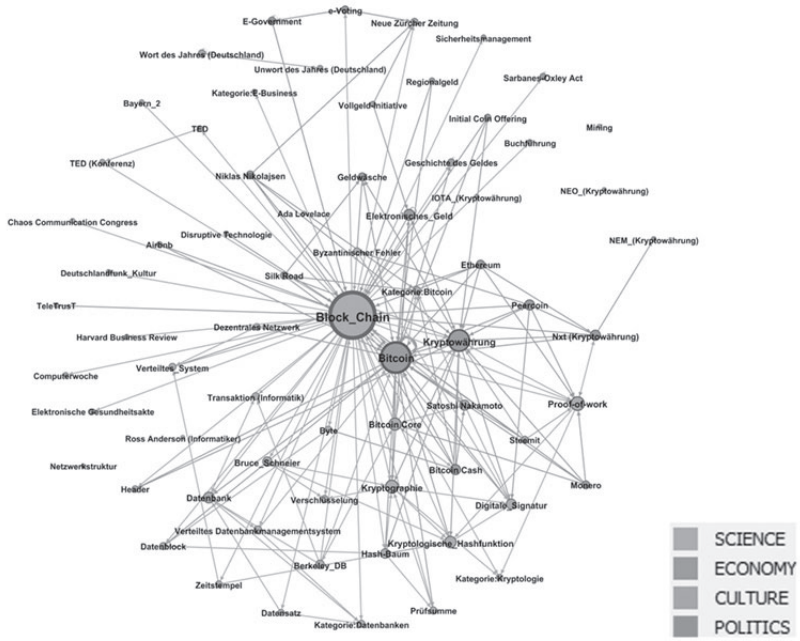 e-Voting
E-Government
Neue Zürcher Zeitung
Sicherheitsmanagement
Wort des Jahres (Deutschland)
Unwort des Jahres (Deutschland)
Sarbanes-Oxley Act
Regionalgeld
Kategorie:E-Business
Bayern_2
Vollgeld-Initiative
Initial Coin Offering
TED
Mining
Buchführung
TED (Konferenz)
Geschichte des Geldes
Niklas Nikolajsen
Geldwäsche
NEO_(Kryptowährung)
IOTA_(Kryptowährung)
Ada Lovelace
Elektronisches_Geld
Chaos Communication Congress
Disruptive Technologie
NEM_(Kryptowährung)
Airbnb
Byzantinischer Fehler
Ethereum
Deutschlandfunk_Kultur
Silk Road
Kategorie:Bitcoin
TeleTrusT
Peercoin
Block_Chain
Dezentrales Netzwerk
Harvard Business Review
Nxt (Kryptowährung)
Kryptowährung
Bitcoin
Verteiltes_System
Computerwoche
Transaktion (Informatik)
Satoshi Nakamoto
Proof-of-work
Elektronische Gesundheitsakte
Bitcoin Core
Byte
Ross Anderson (Informatiker)
Steemit
Netzwerkstruktur
Bruce_Schneier
Bitcoin Cash
Header
Kryptographie
Monero
Datenbank
Verschlüsselung
Digitale_Signatur
Verteiltes Datenbankmanagementsystem
SCIENCE
Datenblock
Kryptologische_Hashfunktion
Hash-Baum
Berkeley_DB
ECONOMY
Kategorie:Kryptologie
Zeitstempel
CULTURE
Datensatz
Prüfsumme
Kategorie:Datenbanken
POLITICS